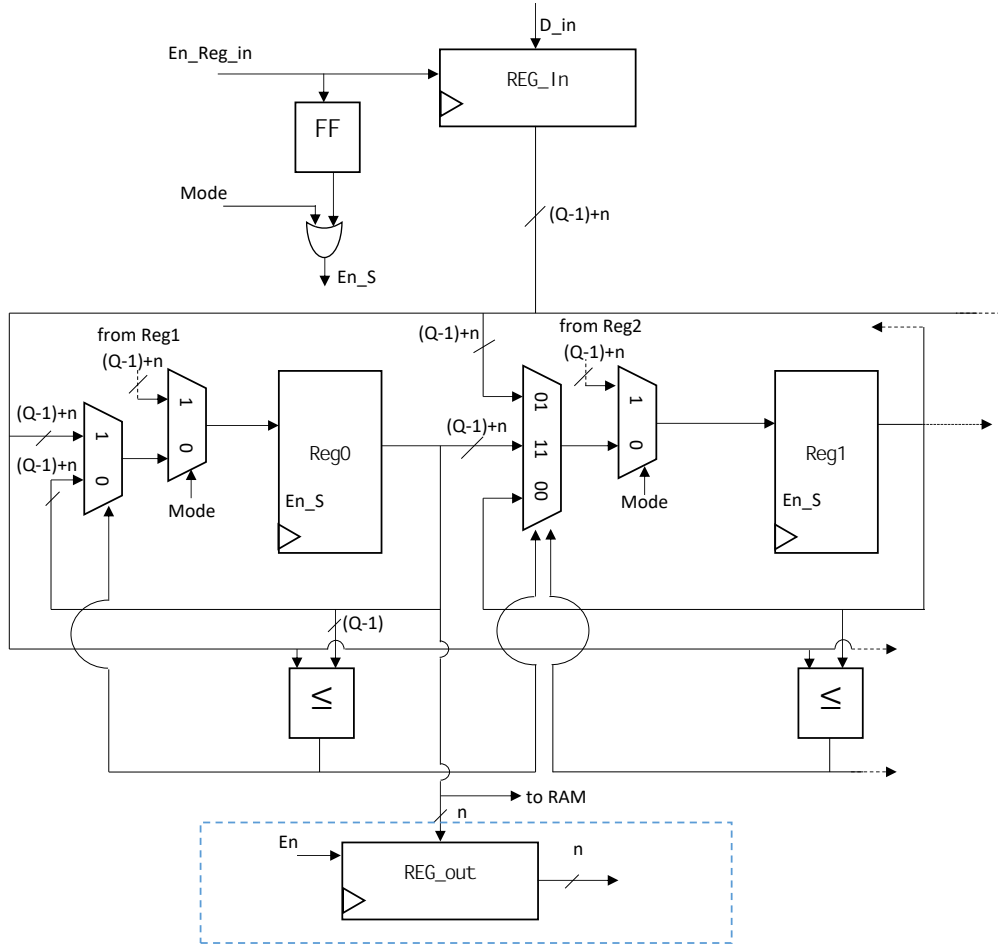 D_in
En_Reg_in
REG_In
FF
Mode
(Q-1)+n
En_S
from Reg1
(Q-1)+n
(Q-1)+n
from Reg2
(Q-1)+n
(Q-1)+n
1
0
(Q-1)+n
1
0
Reg0
En_S
Mode
(Q-1)+n
01
11
00
1
0
Reg1
En_S
Mode
(Q-1)
≤
≤
to RAM
n
En
REG_out
n